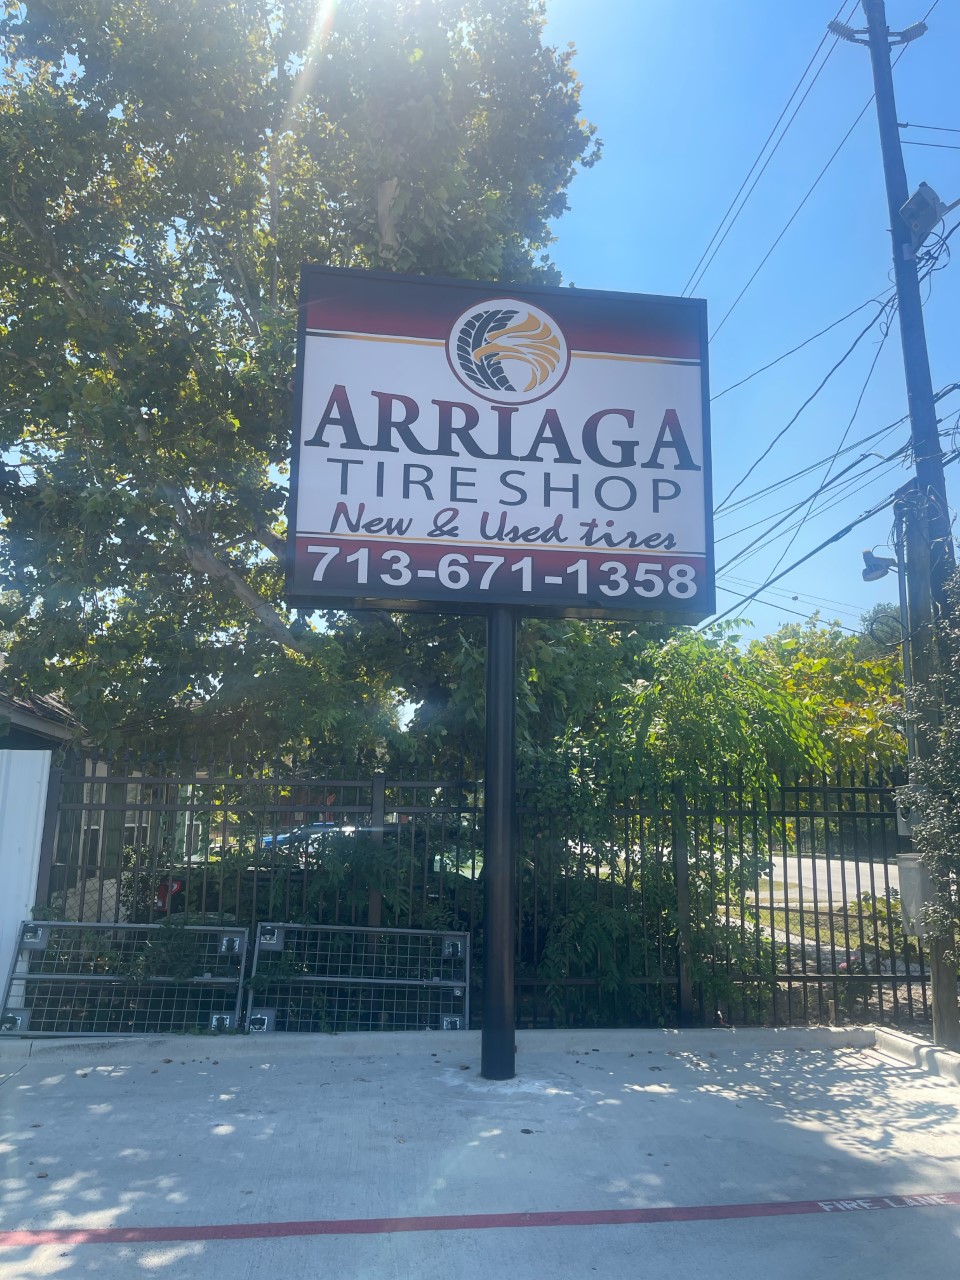 ARRIAGA
TIRE SHOP
New & Used tires
713-671-1358
FIRE LANE